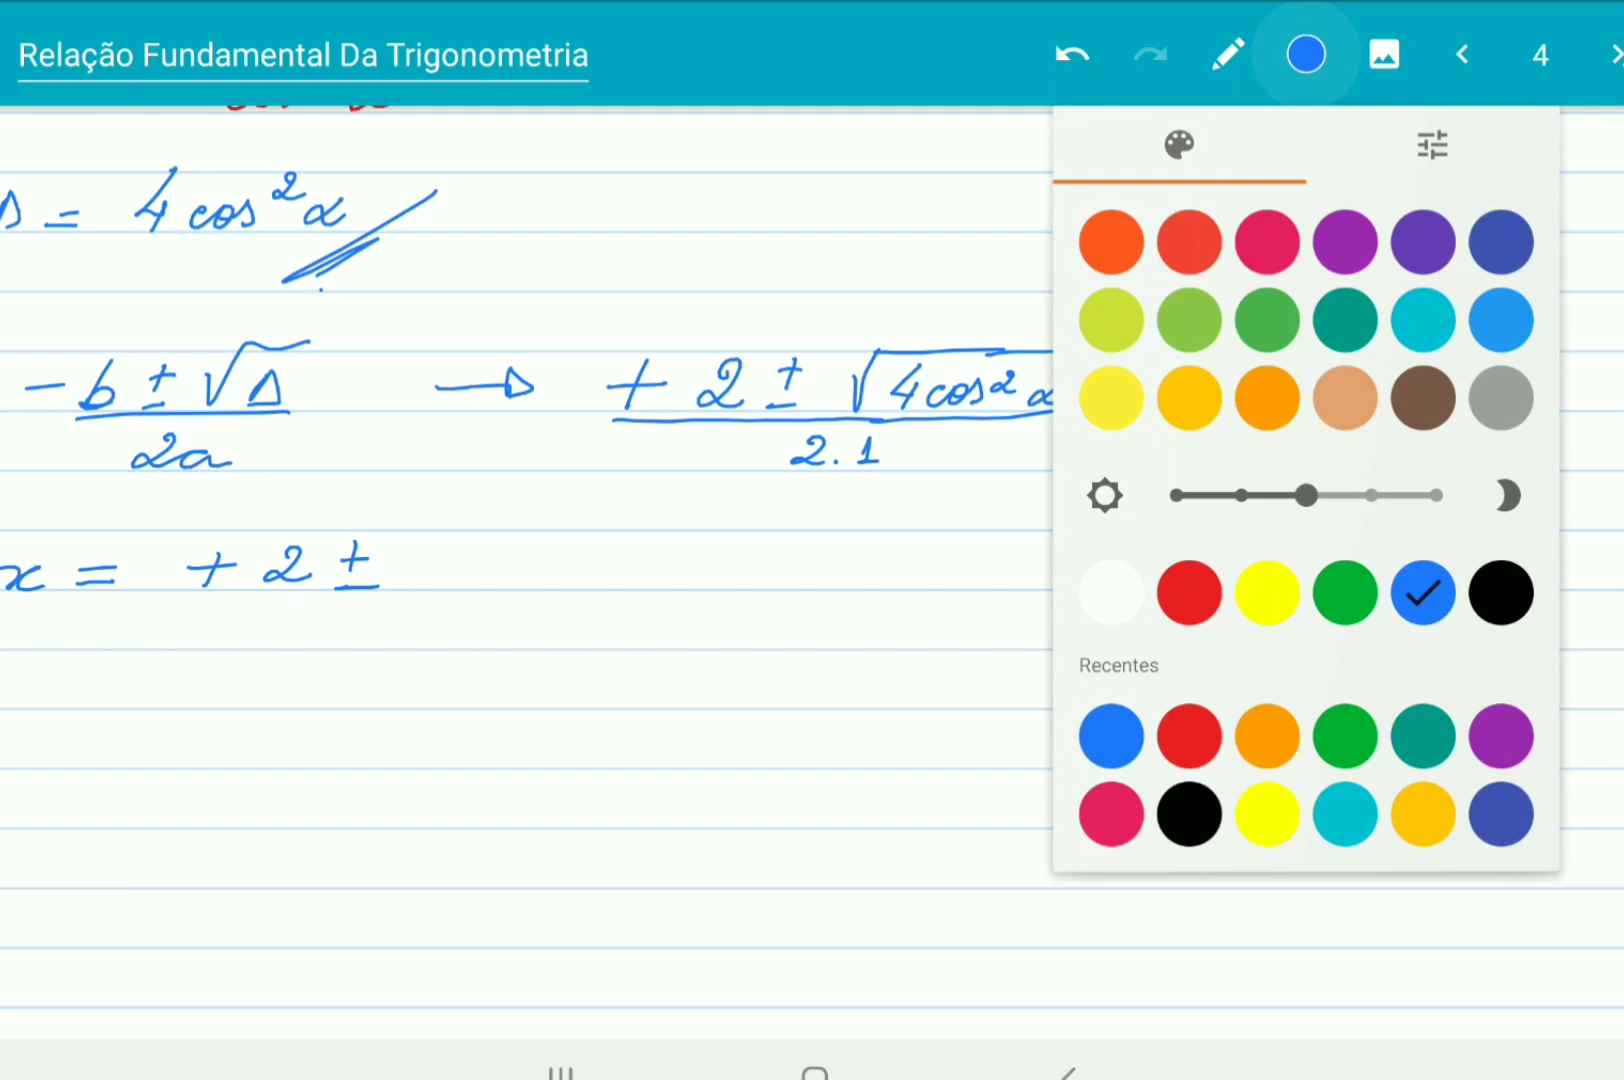 Relação Fundamental Da Trigonometria
4
Δ = 4 cos²α
-b ± √Δ → + 2 ± √4cos²α
2a 2.1
x = + 2 ±
Recentes